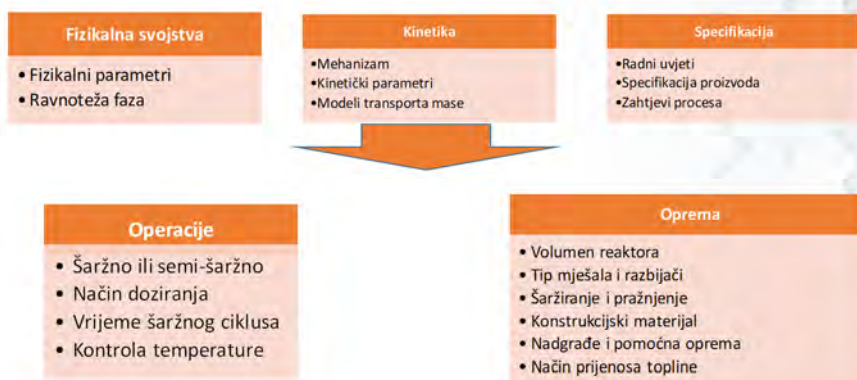 Fizikalna svojstva
• Fizikalni parametri
• Ravnoteža faza
Kinetika
•Mehanizam
•Kinetički parametri
•Modeli transporta mase
Specifikacija
•Radni uvjeti
•Specifikacija proizvoda
•Zahtjevi procesa
Operacije
• Šaržno ili semi-šaržno
• Način doziranja
• Vrijeme šaržnog ciklusa
• Kontrola temperature
Oprema
• Volumen reaktora
• Tip mješala i razbijači
• Šaržiranje i pražnjenje
• Konstrukcijski materijal
• Nadgrađe i pomoćna oprema
• Način prijenosa topline